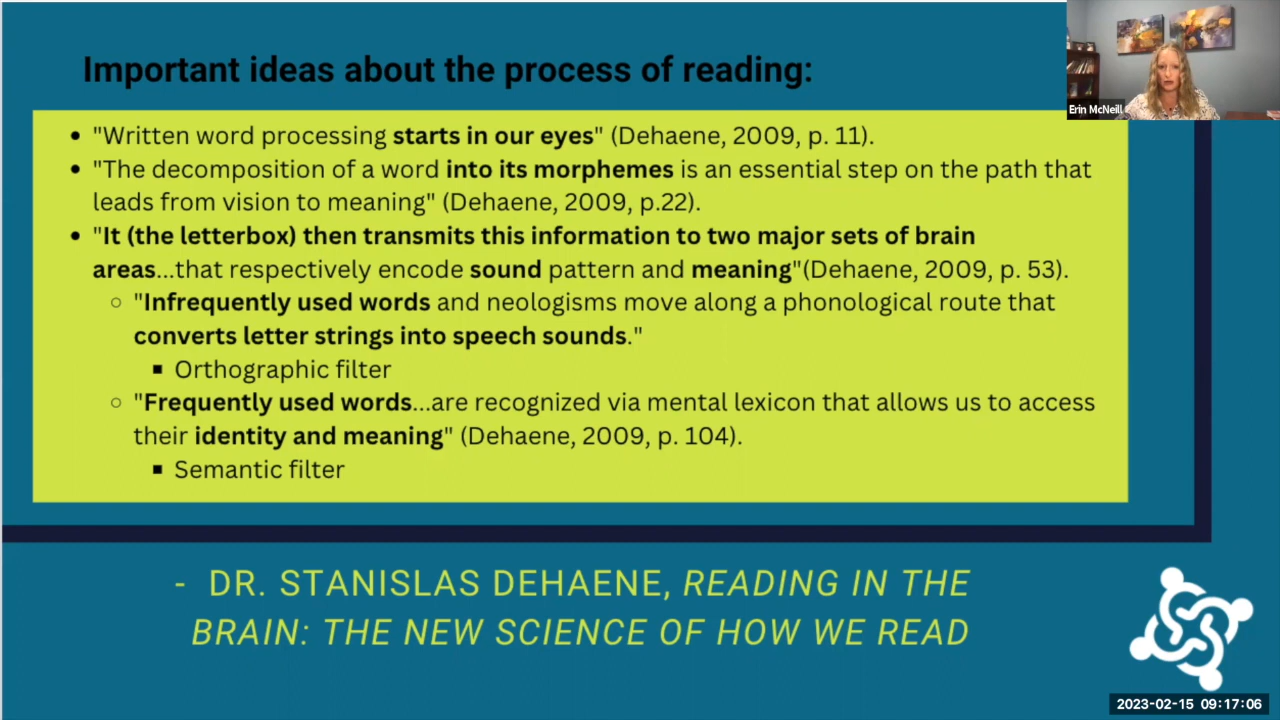 Important ideas about the process of reading:
Erin McNeill
• "Written word processing starts in our eyes" (Dehaene, 2009, p. 11).
• "The decomposition of a word into its morphemes is an essential step on the path that
leads from vision to meaning" (Dehaene, 2009, p.22).
• "It (the letterbox) then transmits this information to two major sets of brain
areas...that respectively encode sound pattern and meaning"(Dehaene, 2009, p. 53).
○ "Infrequently used words and neologisms move along a phonological route that
converts letter strings into speech sounds."
▪ Orthographic filter
○ "Frequently used words...are recognized via mental lexicon that allows us to access
their identity and meaning" (Dehaene, 2009, p. 104).
▪ Semantic filter
- DR. STANISLAS DEHAENE, READING IN THE
BRAIN: THE NEW SCIENCE OF HOW WE READ
2023-02-15 09:17:06